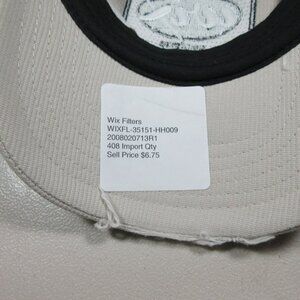 Wix Filters
WIXFL-35151-HH009
2008020713R1
408 Import Qty
Sell Price $6.75